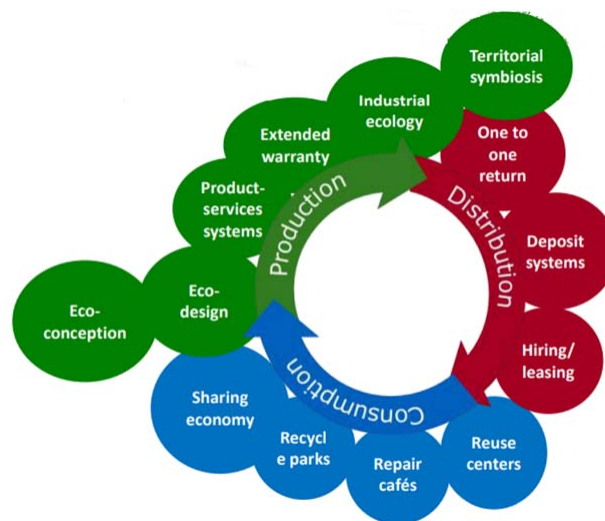 Territorial
symbiosis
Industrial
ecology
One to
one
return
Extended
warranty
Product-
services
systems
Production
Distribution
Deposit
systems
Eco-
conception
Eco-
design
Hiring/
leasing
Consumption
Sharing
economy
Recycl
e parks
Repair
cafés
Reuse
centers